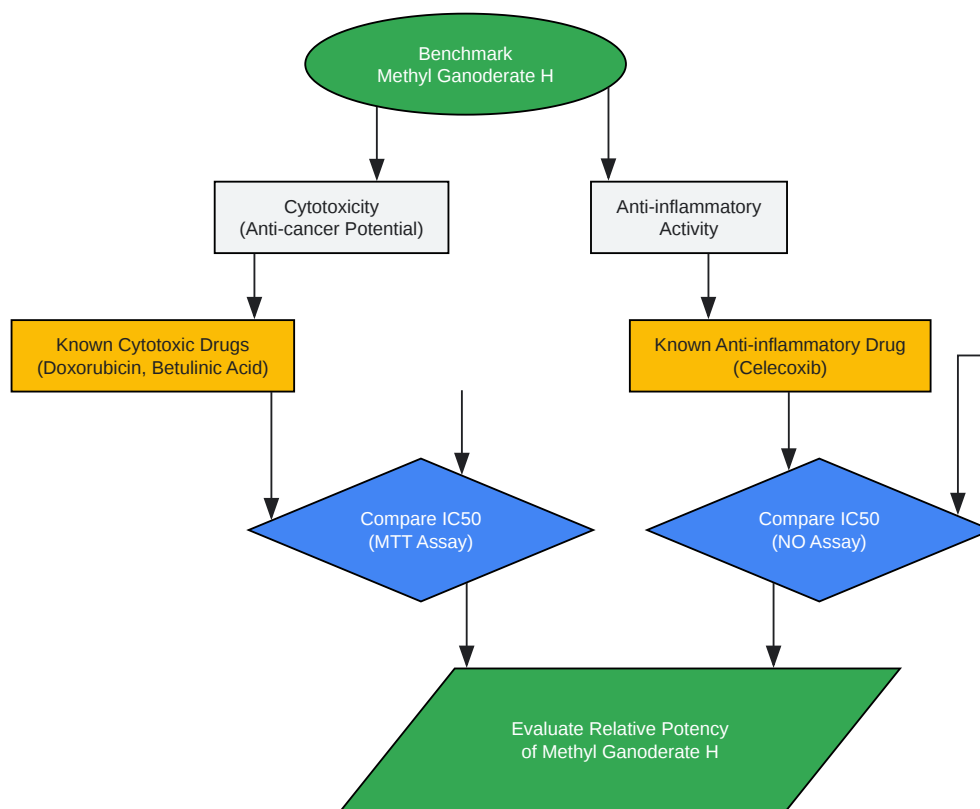 Benchmark
Methyl Ganoderate H
Cytotoxicity
(Anti-cancer Potential)
Anti-inflammatory
Activity
Known Cytotoxic Drugs
(Doxorubicin, Betulinic Acid)
Known Anti-inflammatory Drug
(Celecoxib)
Compare IC50
(MTT Assay)
Compare IC50
(NO Assay)
Evaluate Relative Potency
of Methyl Ganoderate H